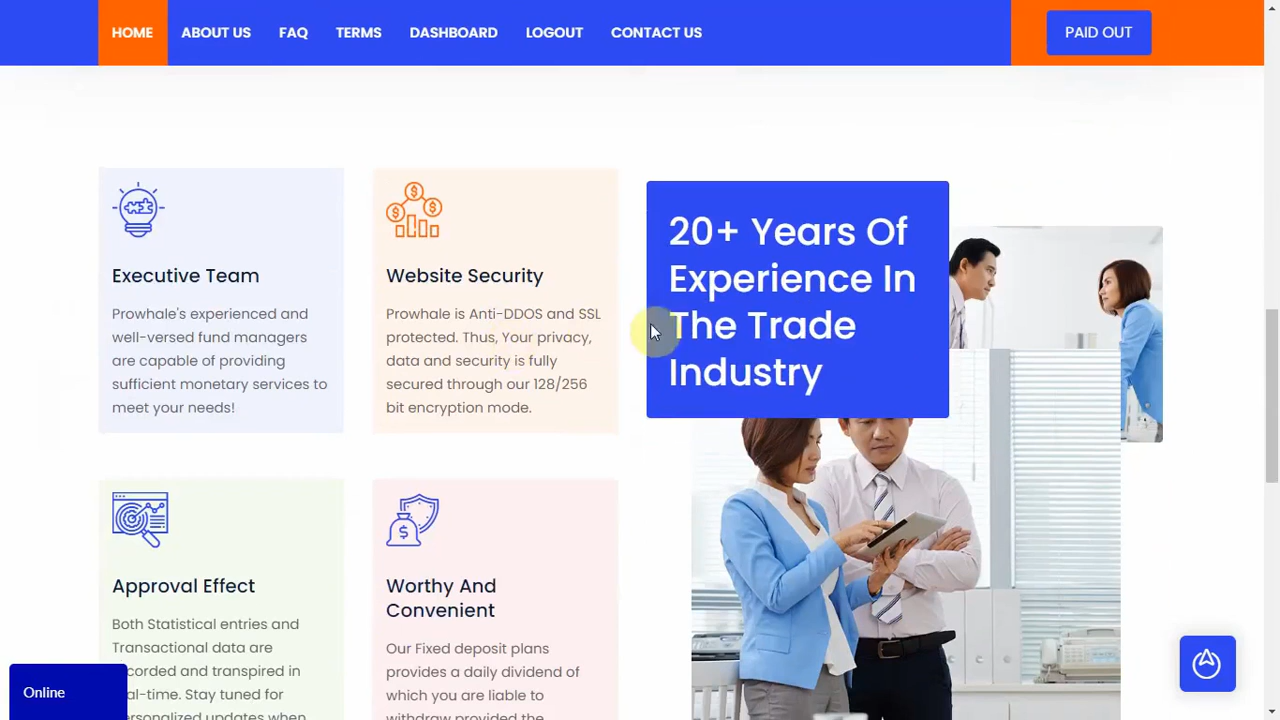 HOME ABOUT US FAQ TERMS DASHBOARD LOGOUT CONTACT US PAID OUT
Executive Team
Prowhale's experienced and
well-versed fund managers
are capable of providing
sufficient monetary services to
meet your needs!
Website Security
Prowhale is Anti-DDOS and SSL
protected. Thus, Your privacy,
data and security is fully
secured through our 128/256
bit encryption mode.
20+ Years Of
Experience In
The Trade
Industry
Approval Effect
Both Statistical entries and
Transactional data are
and transpired in
Stay tuned for
updates when
Worthy And
Convenient
Our Fixed deposit plans
provides a daily dividend of
which you are liable to
withdraw provided the
Online